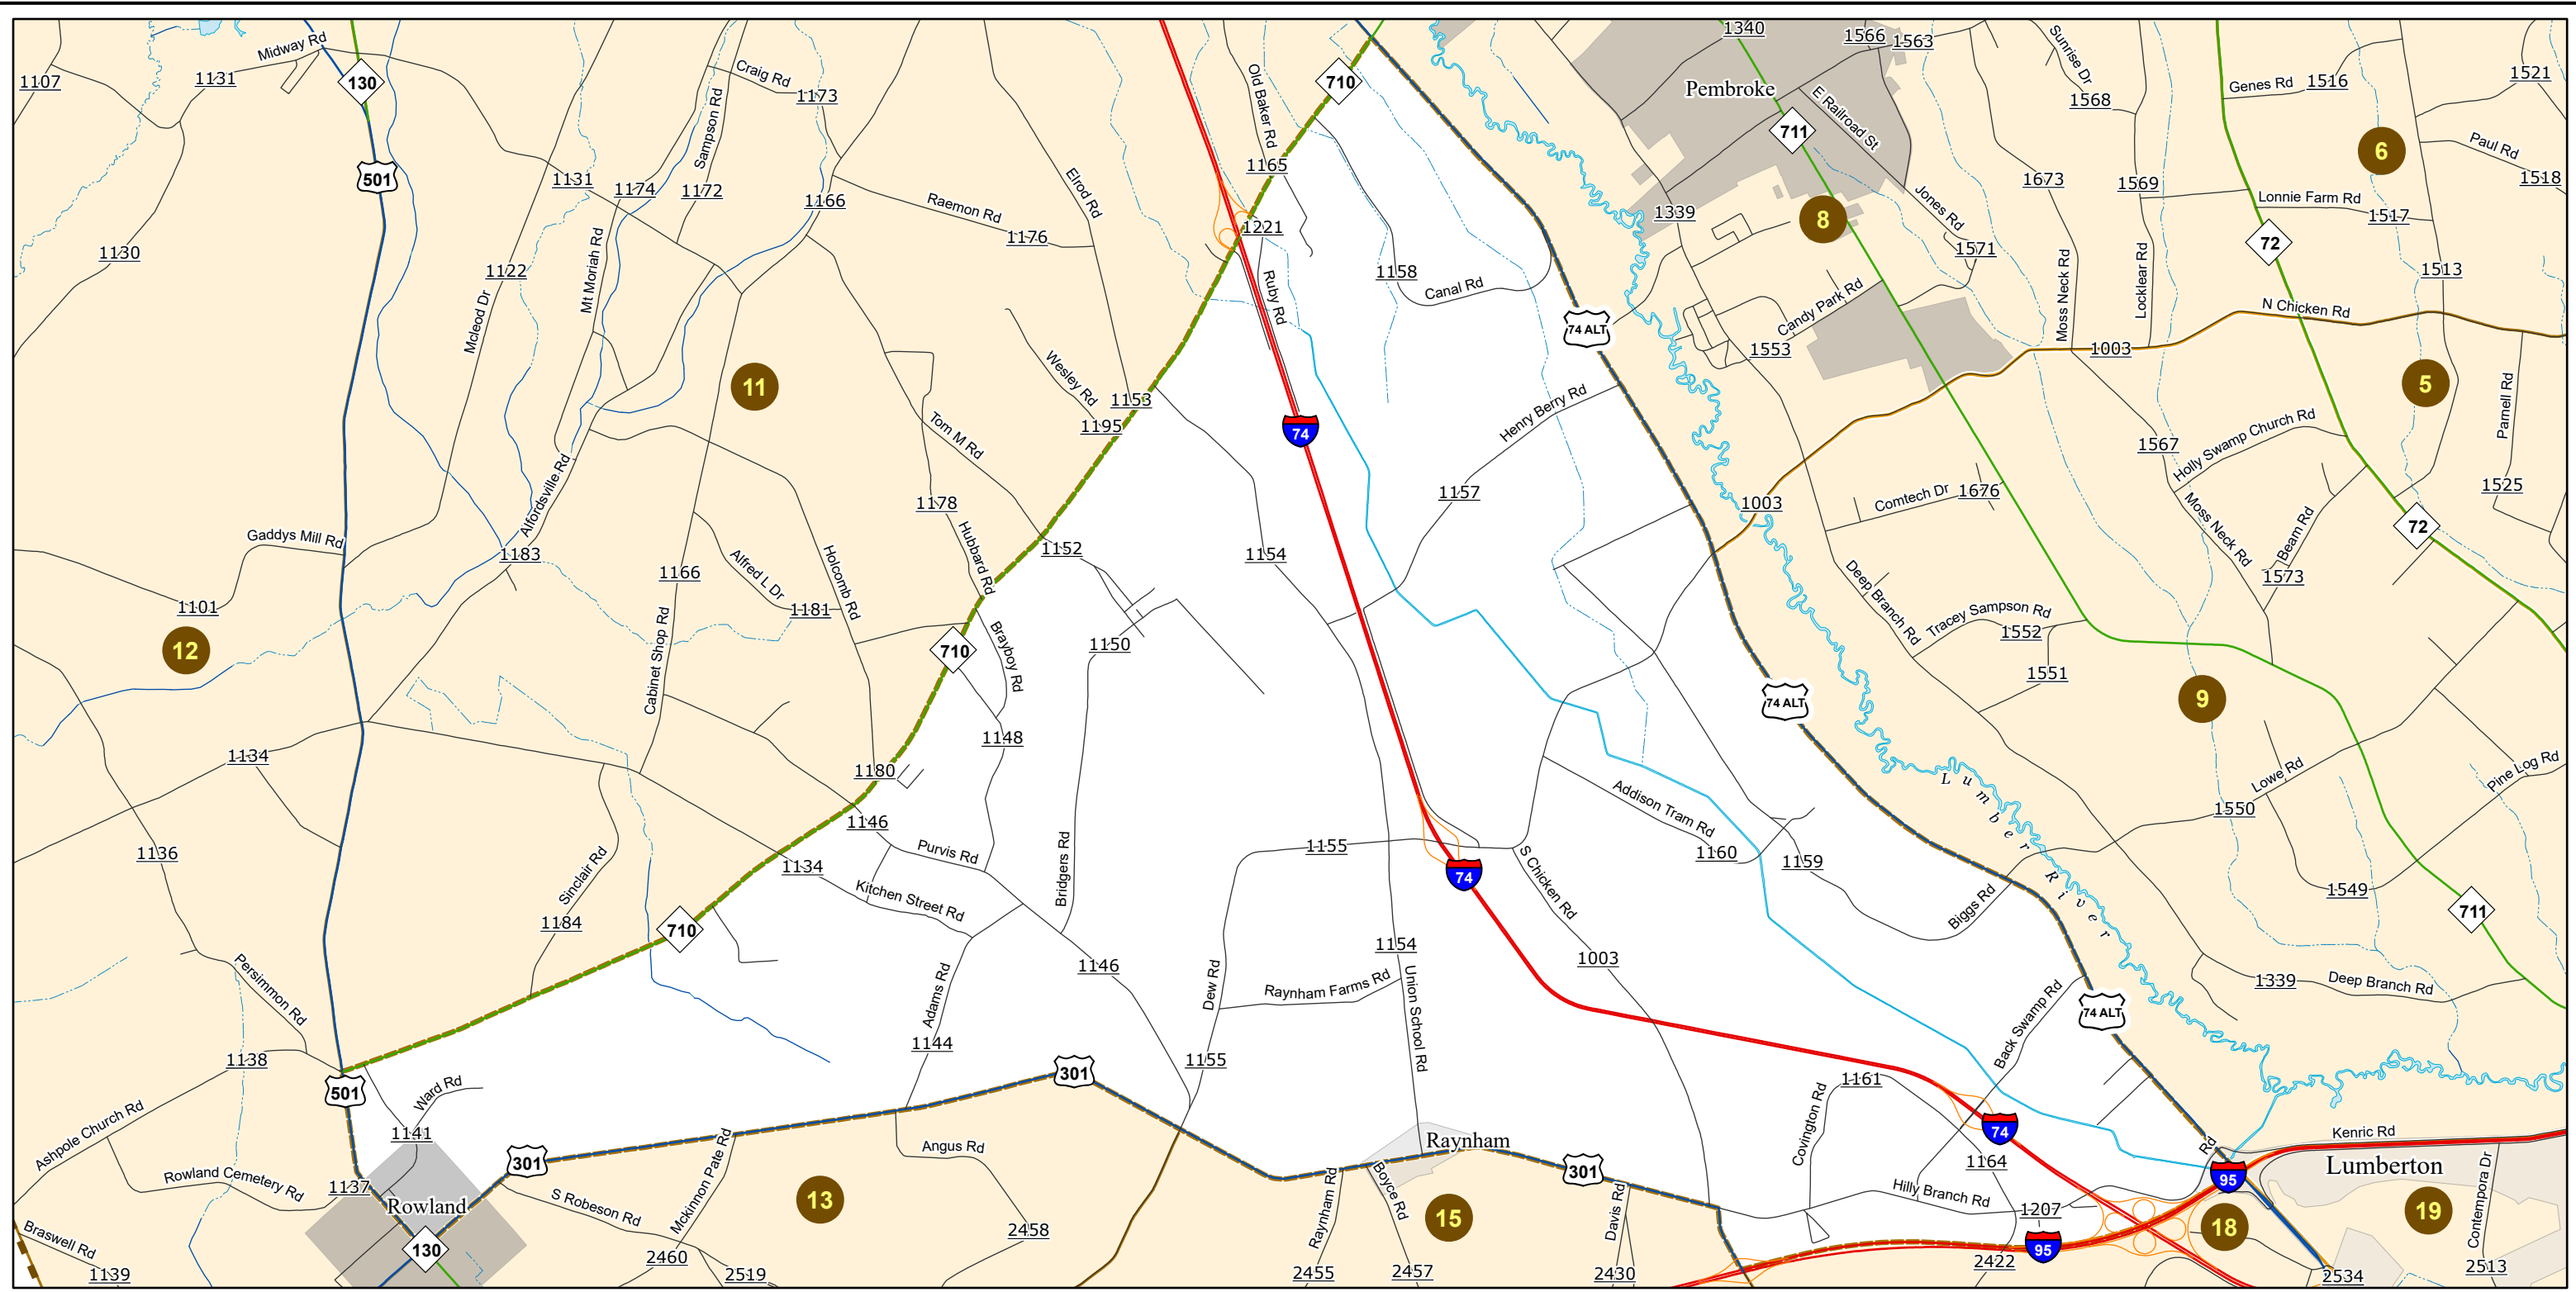 1107
1131
Midway Rd
130
501
Craig Rd
1173
Sampson Rd
1131
1174
1172
1166
Raemon Rd
1176
Elrod Rd
Old Baker Rd
1165
1221
710
1130
1122
Mcleod Dr
Mt Moriah Rd
Ruby Rd
1158
Canal Rd
74 ALT
1340
Pembroke
711
E Railroad St
1566
1563
Sunrise Dr
1568
Genes Rd
1516
1521
6
Paul Rd
1518
1673
1569
Lonnie Farm Rd
1517
1339
8
Jones Rd
1571
Moss Neck Rd
Locklear Rd
72
1513
N Chicken Rd
Candy Park Rd
1553
1003
11
Wesley Rd
1153
1195
74
Henry Berry Rd
5
Parnell Rd
Tom M Rd
1178
1157
1567
Holly Swamp Church Rd
1525
Comtech Dr
1676
1003
Moss Neck Rd
Beam Rd
1573
72
Gaddys Mill Rd
Alfordsville Rd
1183
1101
1166
Alfred L Dr
1181
Holcomb Rd
Hubbard Rd
1152
1154
12
Cabinet Shop Rd
710
Brayboy Rd
1150
1148
Deep Branch Rd
Tracey Sampson Rd
1552
1551
9
74 ALT
1134
1180
1136
1146
Purvis Rd
1134
Kitchen Street Rd
Bridgers Rd
1155
74
Addison Tram Rd
1160
1159
S Chicken Rd
Lumber River
Lowe Rd
1550
Pine Log Rd
1549
Biggs Rd
711
Sinclair Rd
1184
710
1146
1154
1003
Persimmon Rd
Adams Rd
Dew Rd
Raynham Farms Rd
Union School Rd
1339
Deep Branch Rd
Back Swamp Rd
74 ALT
1138
501
1144
301
1155
1161
Covington Rd
74
Ward Rd
1141
Ashpole Church Rd
Rowland Cemetery Rd
1137
Rowland
130
301
S Robeson Rd
Mckinnon Pate Rd
Angus Rd
Raynham
301
1164
Hilly Branch Rd
1207
Rd
95
Kenric Rd
Lumberton
13
15
18
19
Contempora Dr
Braswell Rd
1139
2460
2519
2458
Raynham Rd
2455
Boyce Rd
2457
Davis Rd
2430
2422
95
2534
2513